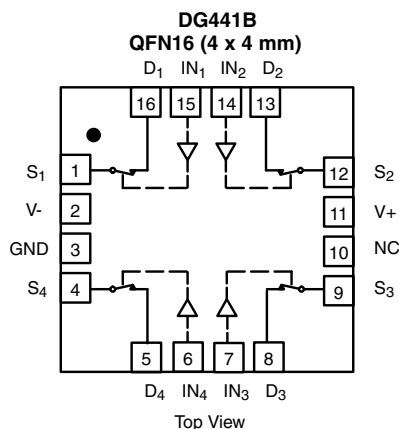 DG441B
QFN16 (4 x 4 mm)
D1 IN1 IN2 D2
16 15 14 13
S1 1 12 S2
V- 2 11 V+
GND 3 10 NC
S4 4 9 S3
5 6 7 8
D4 IN4 IN3 D3
Top View